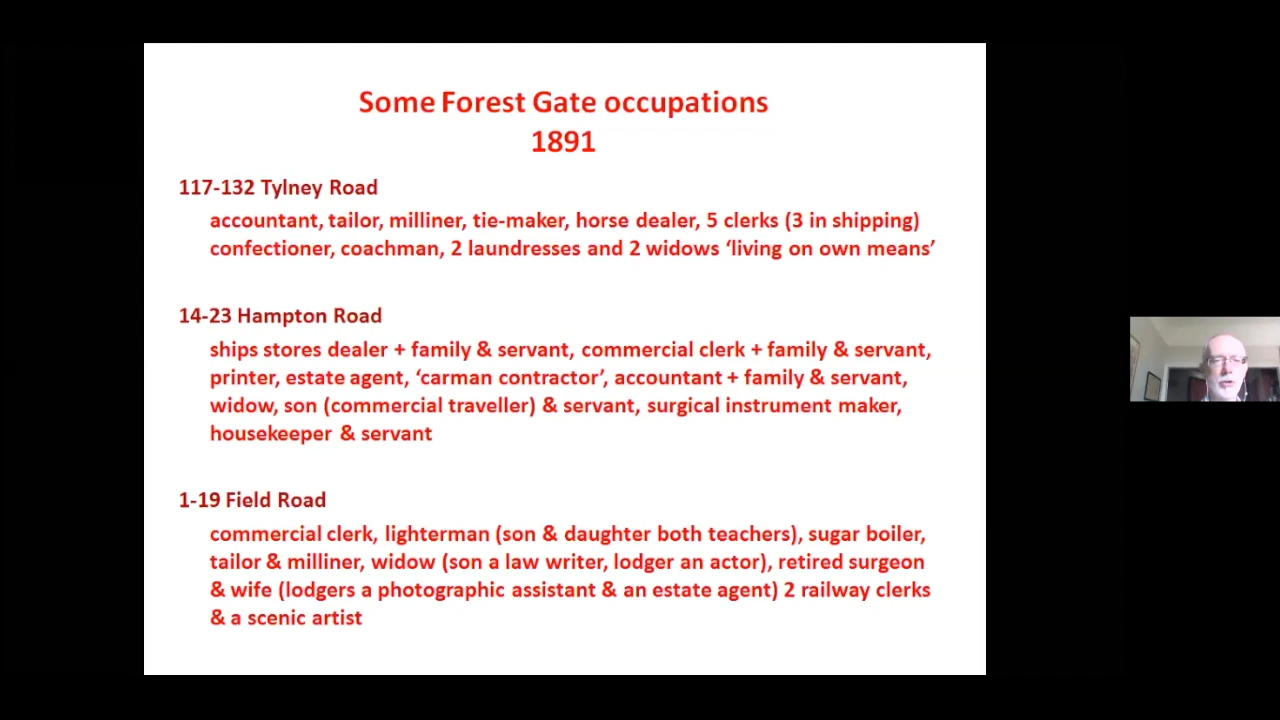 Some Forest Gate occupations
1891
117-132 Tylney Road
accountant, tailor, milliner, tie-maker, horse dealer, 5 clerks (3 in shipping)
confectioner, coachman, 2 laundresses and 2 widows ‘living on own means’
14-23 Hampton Road
ships stores dealer + family & servant, commercial clerk + family & servant,
printer, estate agent, ‘carman contractor’, accountant + family & servant,
widow, son (commercial traveller) & servant, surgical instrument maker,
housekeeper & servant
1-19 Field Road
commercial clerk, lighterman (son & daughter both teachers), sugar boiler,
tailor & milliner, widow (son a law writer, lodger an actor), retired surgeon
& wife (lodgers a photographic assistant & an estate agent) 2 railway clerks
& a scenic artist